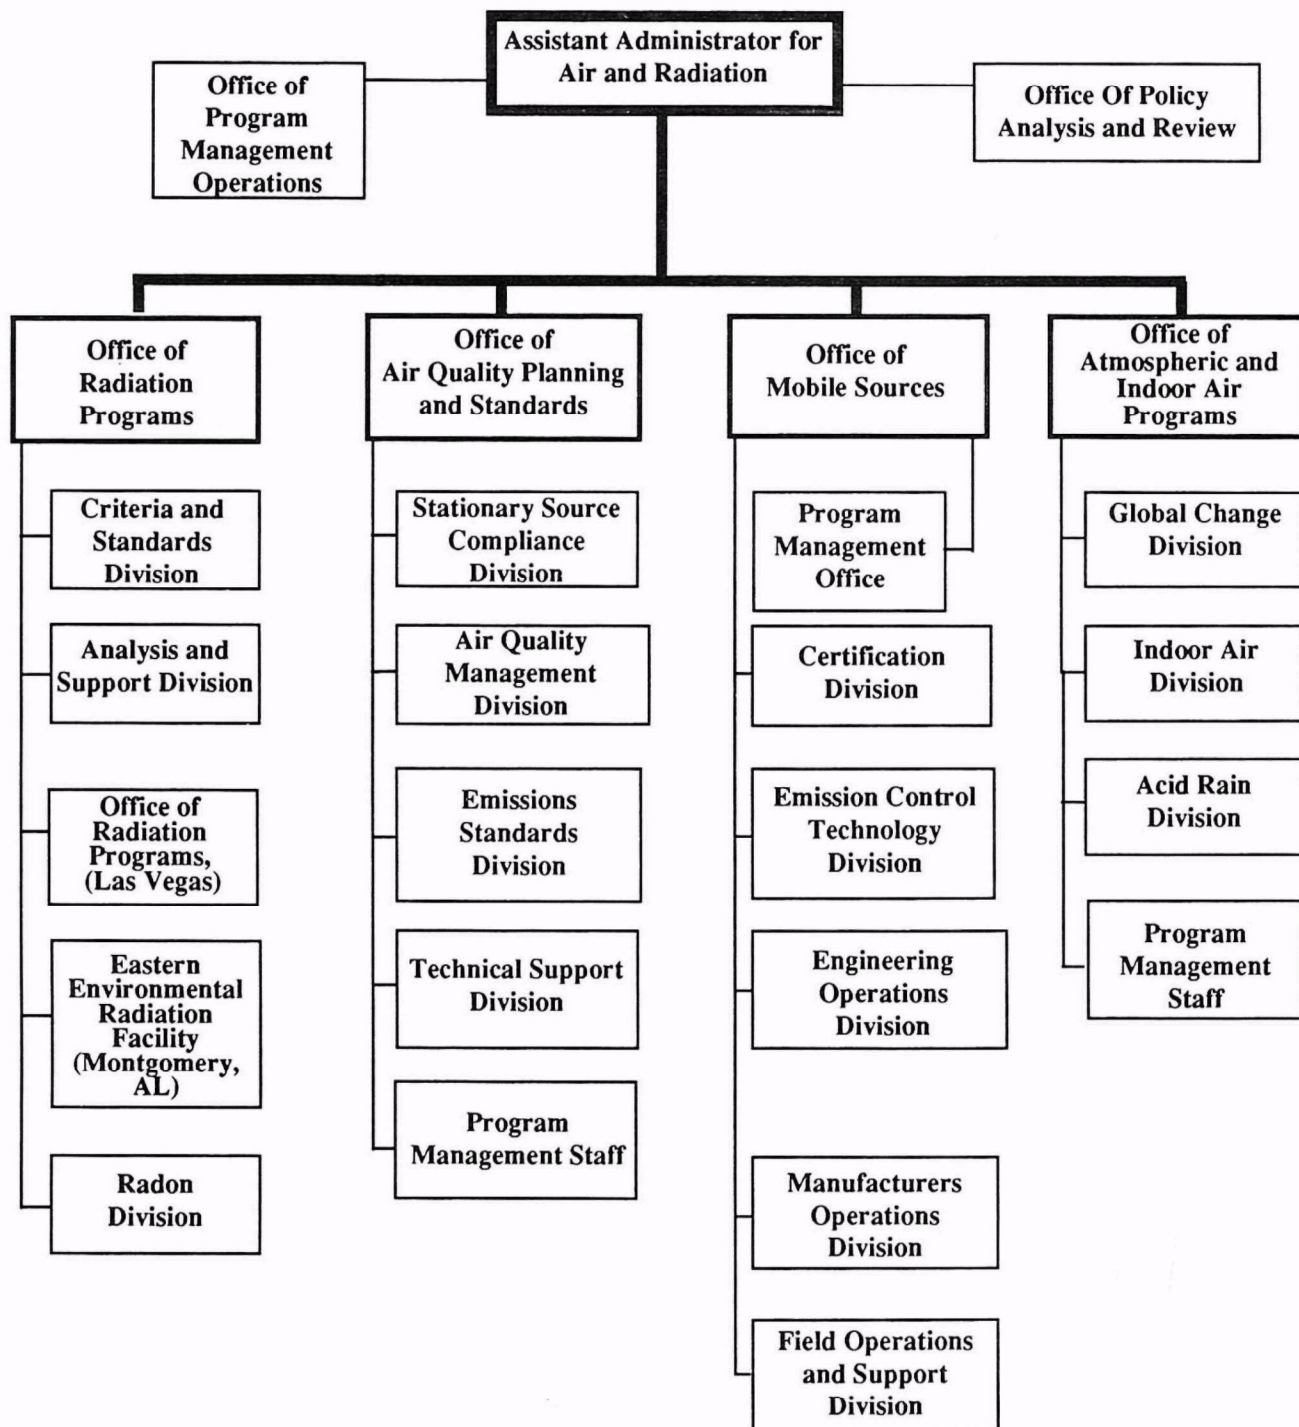 Assistant Administrator for
Air and Radiation
Office of
Program
Management
Operations
Office Of Policy
Analysis and Review
Office of
Radiation
Programs
Criteria and
Standards
Division
Analysis and
Support Division
Office of
Radiation
Programs,
(Las Vegas)
Eastern
Environmental
Radiation
Facility
(Montgomery,
AL)
Radon
Division
Office of
Air Quality Planning
and Standards
Stationary Source
Compliance
Division
Air Quality
Management
Division
Emissions
Standards
Division
Technical Support
Division
Program
Management Staff
Office of
Mobile Sources
Program
Management
Office
Certification
Division
Emission Control
Technology
Division
Engineering
Operations
Division
Manufacturers
Operations
Division
Field Operations
and Support
Division
Office of
Atmospheric and
Indoor Air
Programs
Global Change
Division
Indoor Air
Division
Acid Rain
Division
Program
Management
Staff